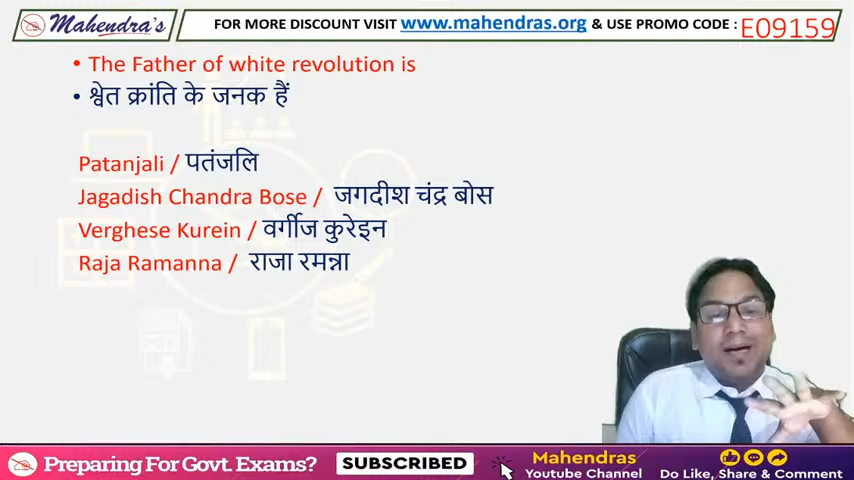 Mahendra's
FOR MORE DISCOUNT VISIT www.mahendras.org & USE PROMO CODE : E09159
• The Father of white revolution is
• श्वेत क्रांति के जनक हैं
Patanjali / पतंजलि
Jagadish Chandra Bose / जगदीश चंद्र बोस
Verghese Kurein / वर्गीज कुरेइन
Raja Ramanna / राजा रमन्ना
Preparing For Govt. Exams?
SUBSCRIBED
Mahendras
Youtube Channel
Do Like, Share & Comment